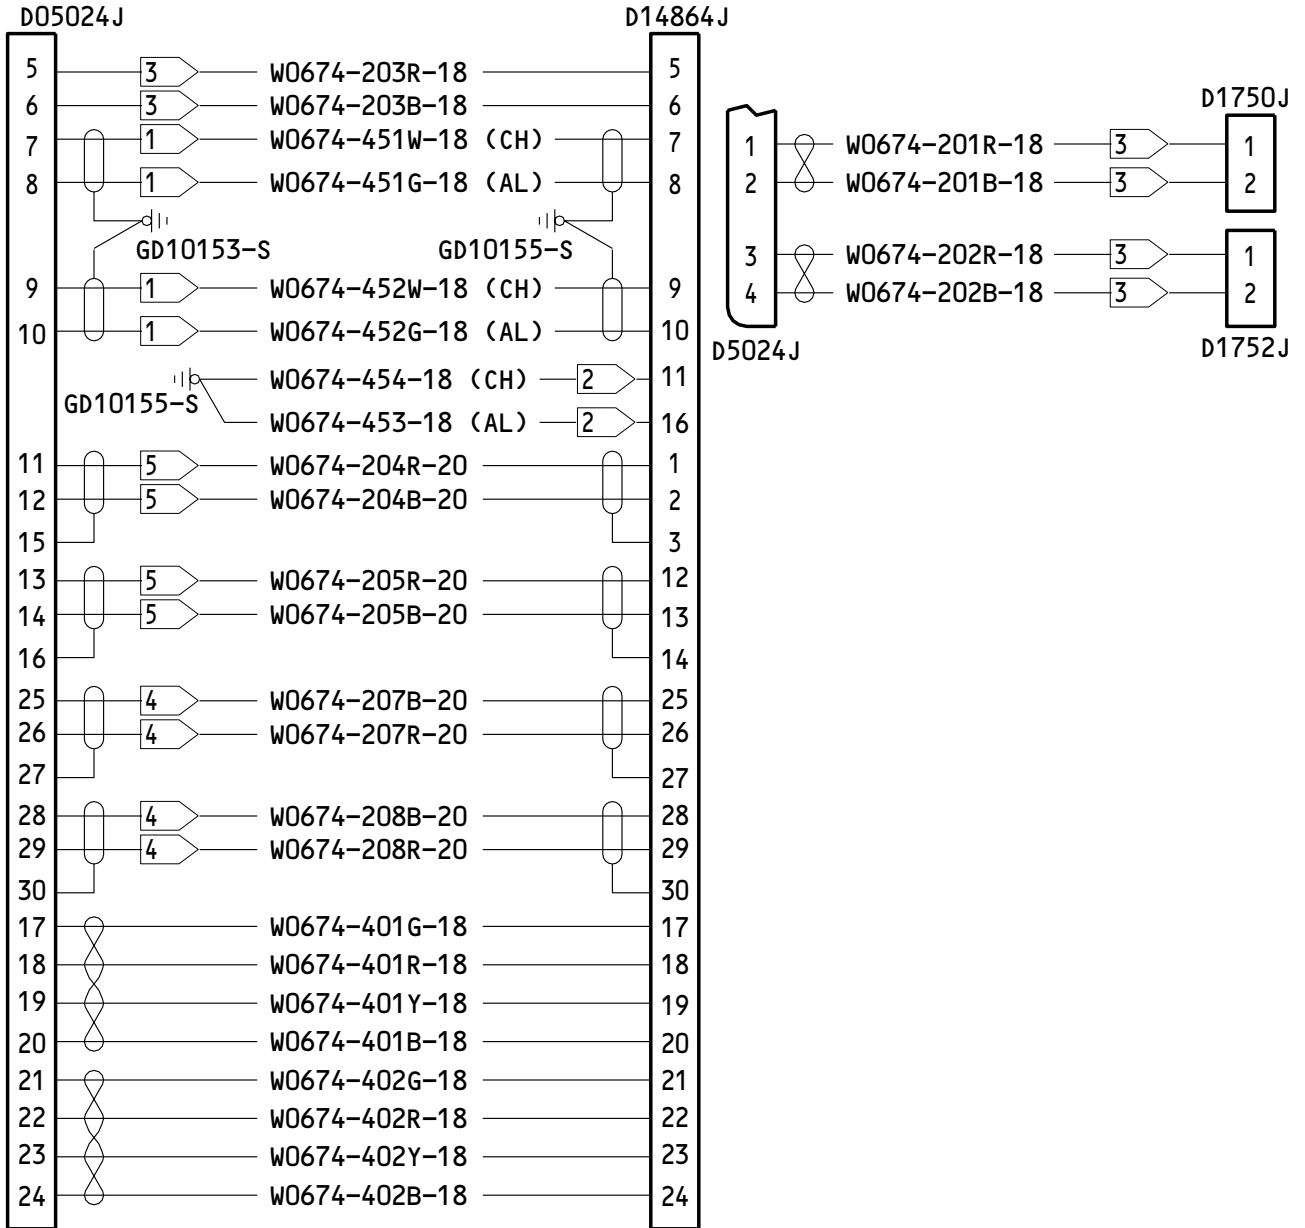 D05024J D14864J
5 3 W0674-203R-18 5
6 3 W0674-203B-18 6
7 1 W0674-451W-18 (CH) 7
8 1 W0674-451G-18 (AL) 8
GD10153-S GD10155-S
9 1 W0674-452W-18 (CH) 9
10 1 W0674-452G-18 (AL) 10
W0674-454-18 (CH) 2 11
GD10155-S
W0674-453-18 (AL) 2 16
11 5 W0674-204R-20 1
12 5 W0674-204B-20 2
15 3
13 5 W0674-205R-20 12
14 5 W0674-205B-20 13
16 14
25 4 W0674-207B-20 25
26 4 W0674-207R-20 26
27 27
28 4 W0674-208B-20 28
29 4 W0674-208R-20 29
30 30
17 W0674-401G-18 17
18 W0674-401R-18 18
19 W0674-401Y-18 19
20 W0674-401B-18 20
21 W0674-402G-18 21
22 W0674-402R-18 22
23 W0674-402Y-18 23
24 W0674-402B-18 24
D1750J
1 W0674-201R-18 3 1
2 W0674-201B-18 3 2
3 W0674-202R-18 3 1
4 W0674-202B-18 3 2
D5024J D1752J